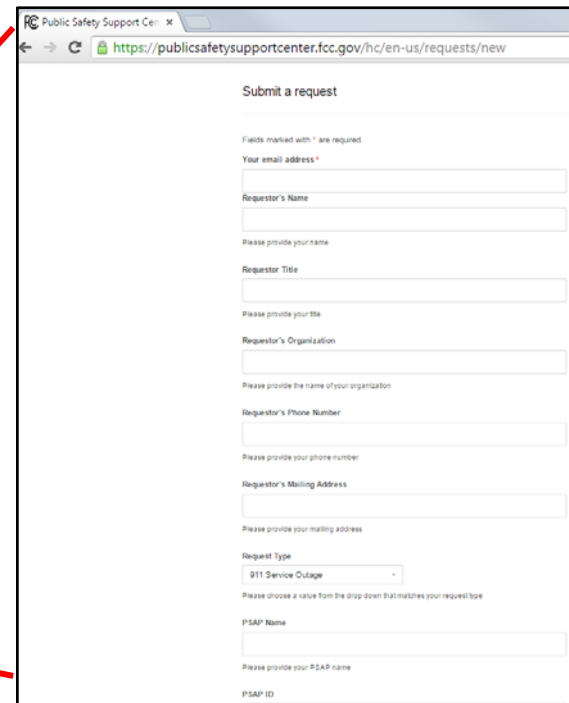 Public Safety Support Cen ×
https://publicsafetysupportcenter.fcc.gov/hc/en-us/requests/new
Submit a request
Fields marked with * are required.
Your email address *
Requestor's Name
Please provide your name
Requestor Title
Please provide your title
Requestor's Organization
Please provide the name of your organization
Requestor's Phone Number
Please provide your phone number
Requestor's Mailing Address
Please provide your mailing address
Request Type
911 Service Outage
Please choose a value from the drop down that matches your request type
PSAP Name
Please provide your PSAP name
PSAP ID